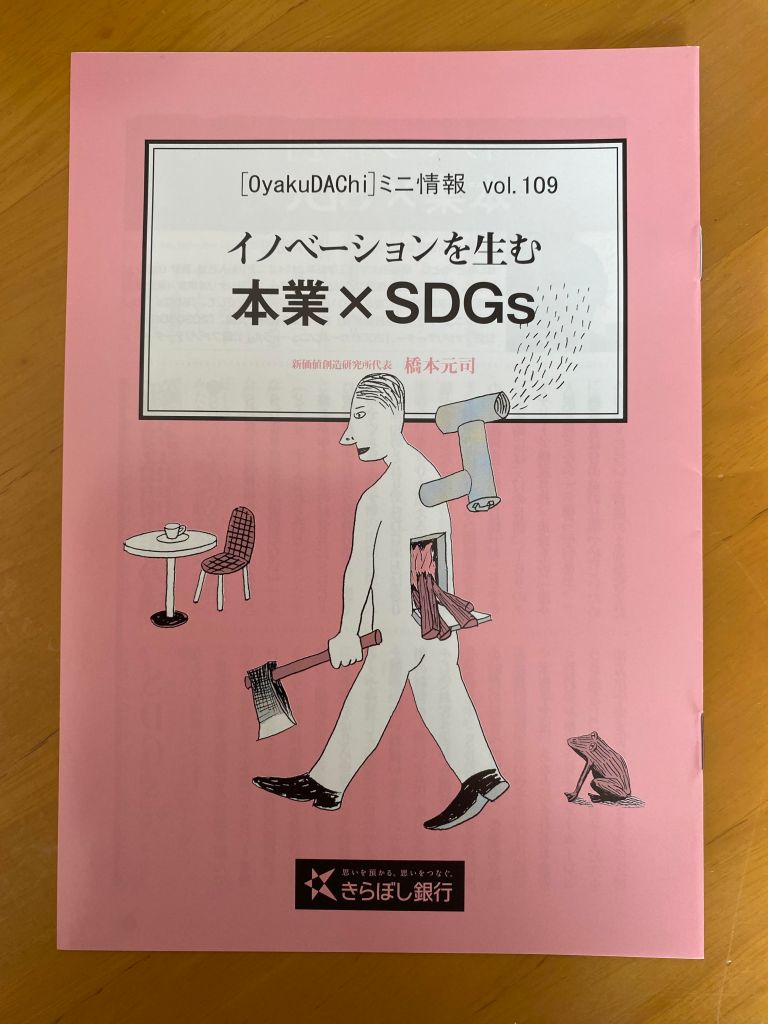 [OyakuDAChi]ミニ情報 vol.109
イノベーションを生む
本業×SDGs
新価値創造研究所代表 橋本元司
思いを預かる。思いをつなぐ。
きらぼし銀行